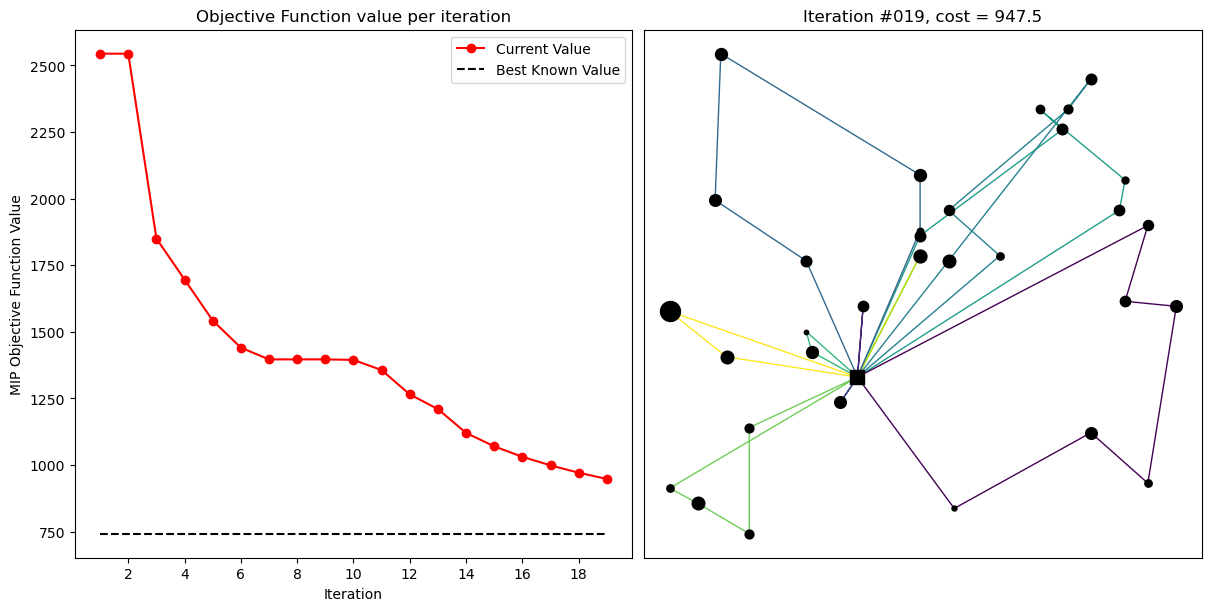 Objective Function value per iteration
Current Value
Best Known Value
MIP Objective Function Value
2500
2250
2000
1750
1500
1250
1000
750
2 4 6 8 10 12 14 16 18
Iteration
Iteration #019, cost = 947.5